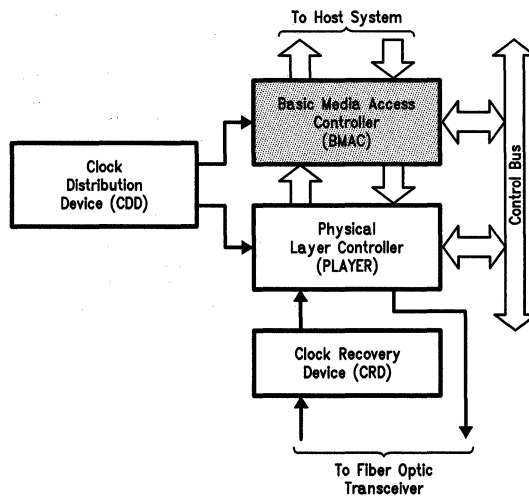 To Host System
Basic Media Access
Controller
(BMAC)
Clock
Distribution
Device (CDD)
Physical
Layer Controller
(PLAYER)
Control Bus
Clock Recovery
Device (CRD)
To Fiber Optic
Transceiver